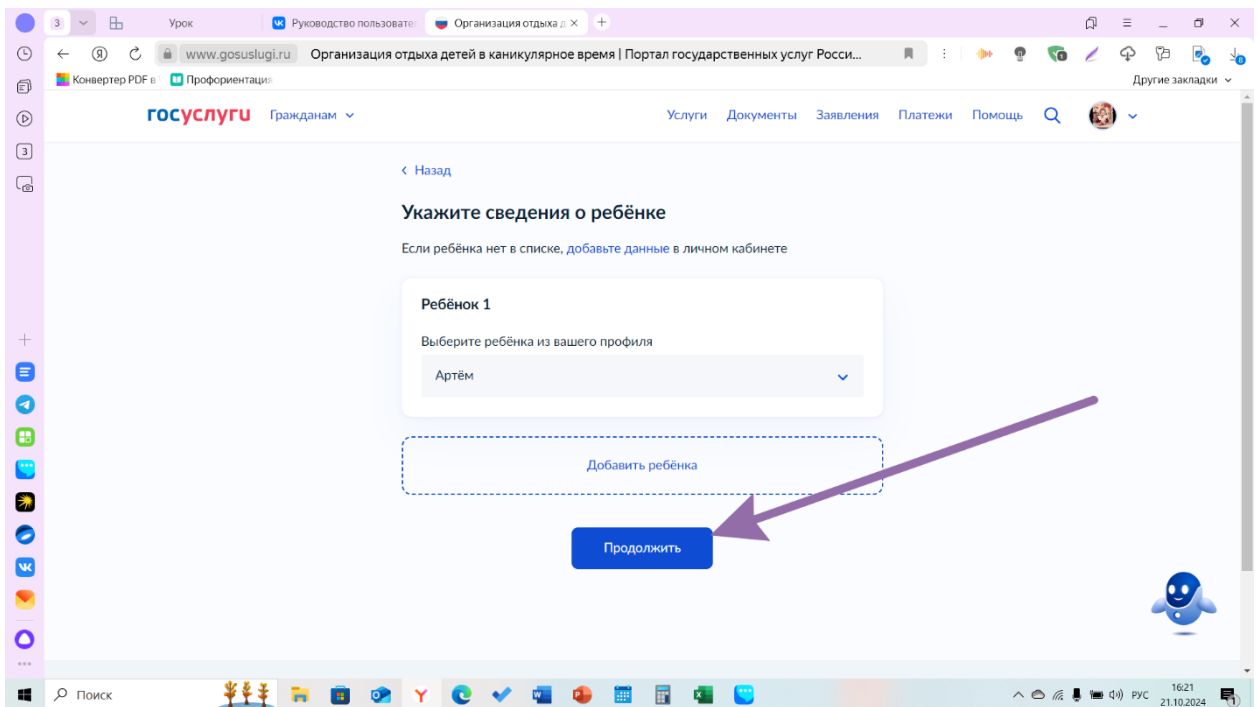 3
Урок
Руководство пользовате
Организация отдыха д
www.gosuslugi.ru
Организация отдыха детей в каникулярное время | Портал государственных услуг Росси...
Конвертер PDF в
Профориентация
Другие закладки
госуслуги
Гражданам
Услуги
Документы
Заявления
Платежи
Помощь
3
Назад
Укажите сведения о ребёнке
Если ребёнка нет в списке, добавьте данные в личном кабинете
Ребёнок 1
Выберите ребёнка из вашего профиля
Артём
Добавить ребёнка
Продолжить
Поиск
РУС
16:21
21.10.2024